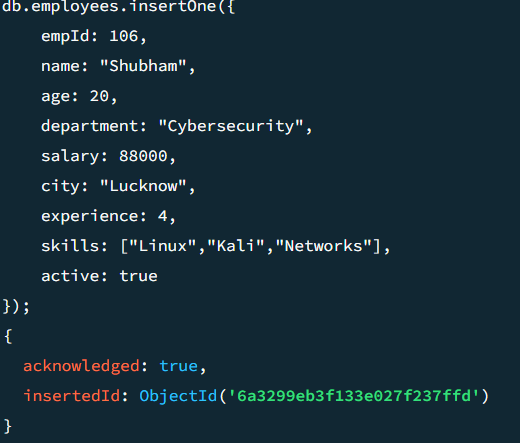 db.employees.insertOne({
empId: 106,
name: "Shubham",
age: 20,
department: "Cybersecurity",
salary: 88000,
city: "Lucknow",
experience: 4,
skills: ["Linux","Kali","Networks"],
active: true
});
{
acknowledged: true,
insertedId: ObjectId('6a3299eb3f133e027f237ffd')
}